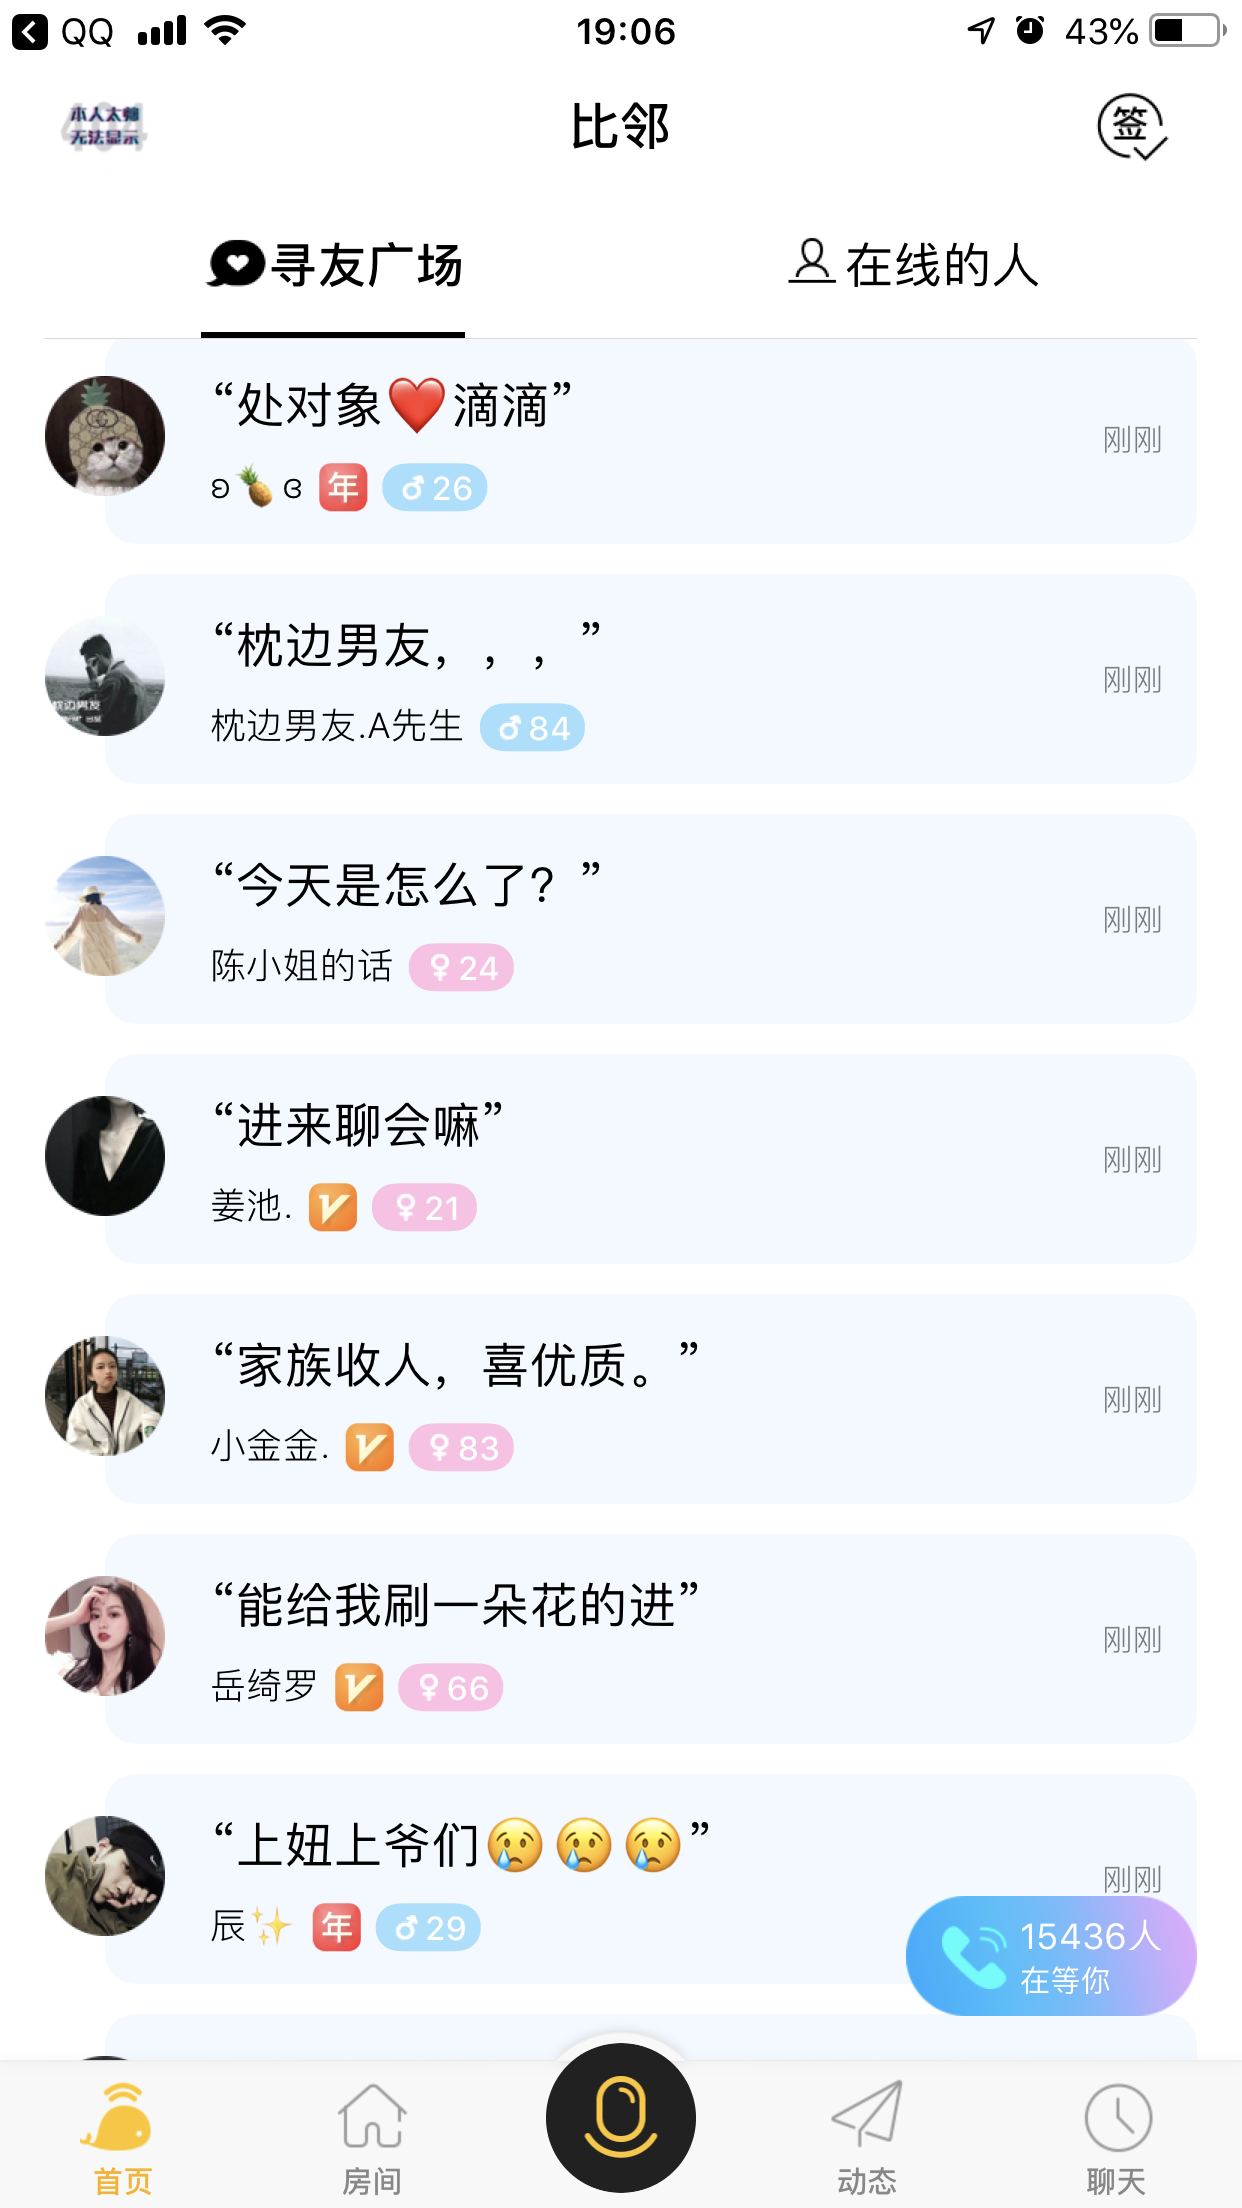 QQ 19:06 43%
本人太帅
无法显示
比邻
签
寻友广场 在线的人
“处对象❤️滴滴”
刚刚
ʚ🍍ɞ 年 ♂26
“枕边男友，，，”
刚刚
枕边男友.A先生 ♂84
“今天是怎么了？”
刚刚
陈小姐的话 ♀24
“进来聊会嘛”
刚刚
姜池. V ♀21
“家族收人，喜优质。”
刚刚
小金金. V ♀83
“能给我刷一朵花的进”
刚刚
岳绮罗 V ♀66
“上妞上爷们😢😢😢”
刚刚
辰✨ 年 ♂29
15436人
在等你
首页 房间 动态 聊天